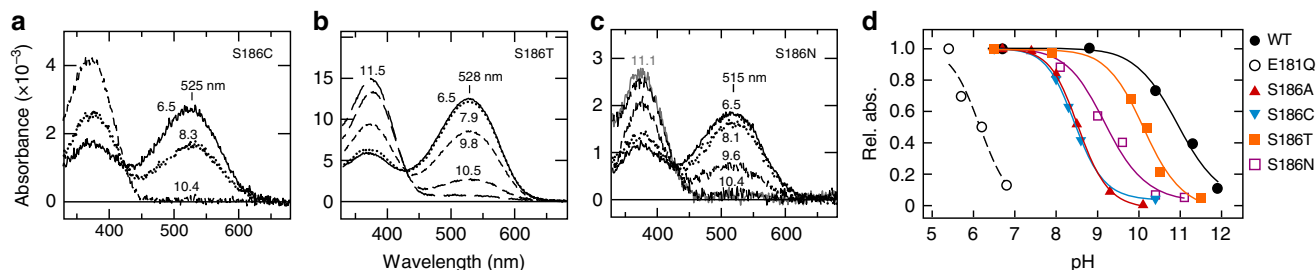 a
S186C
525 nm
6.5
8.3
10.4
Absorbance (×10⁻³)
0
2
4
400
500
600
b
S186T
11.5
528 nm
6.5
7.9
9.8
10.5
0
5
10
15
400
500
600
Wavelength (nm)
c
S186N
11.1
515 nm
6.5
8.1
9.6
10.4
0
1
2
3
400
500
600
d
Rel. abs.
1.0
0.8
0.6
0.4
0.2
0
5
6
7
8
9
10
11
12
pH
WT
E181Q
S186A
S186C
S186T
S186N